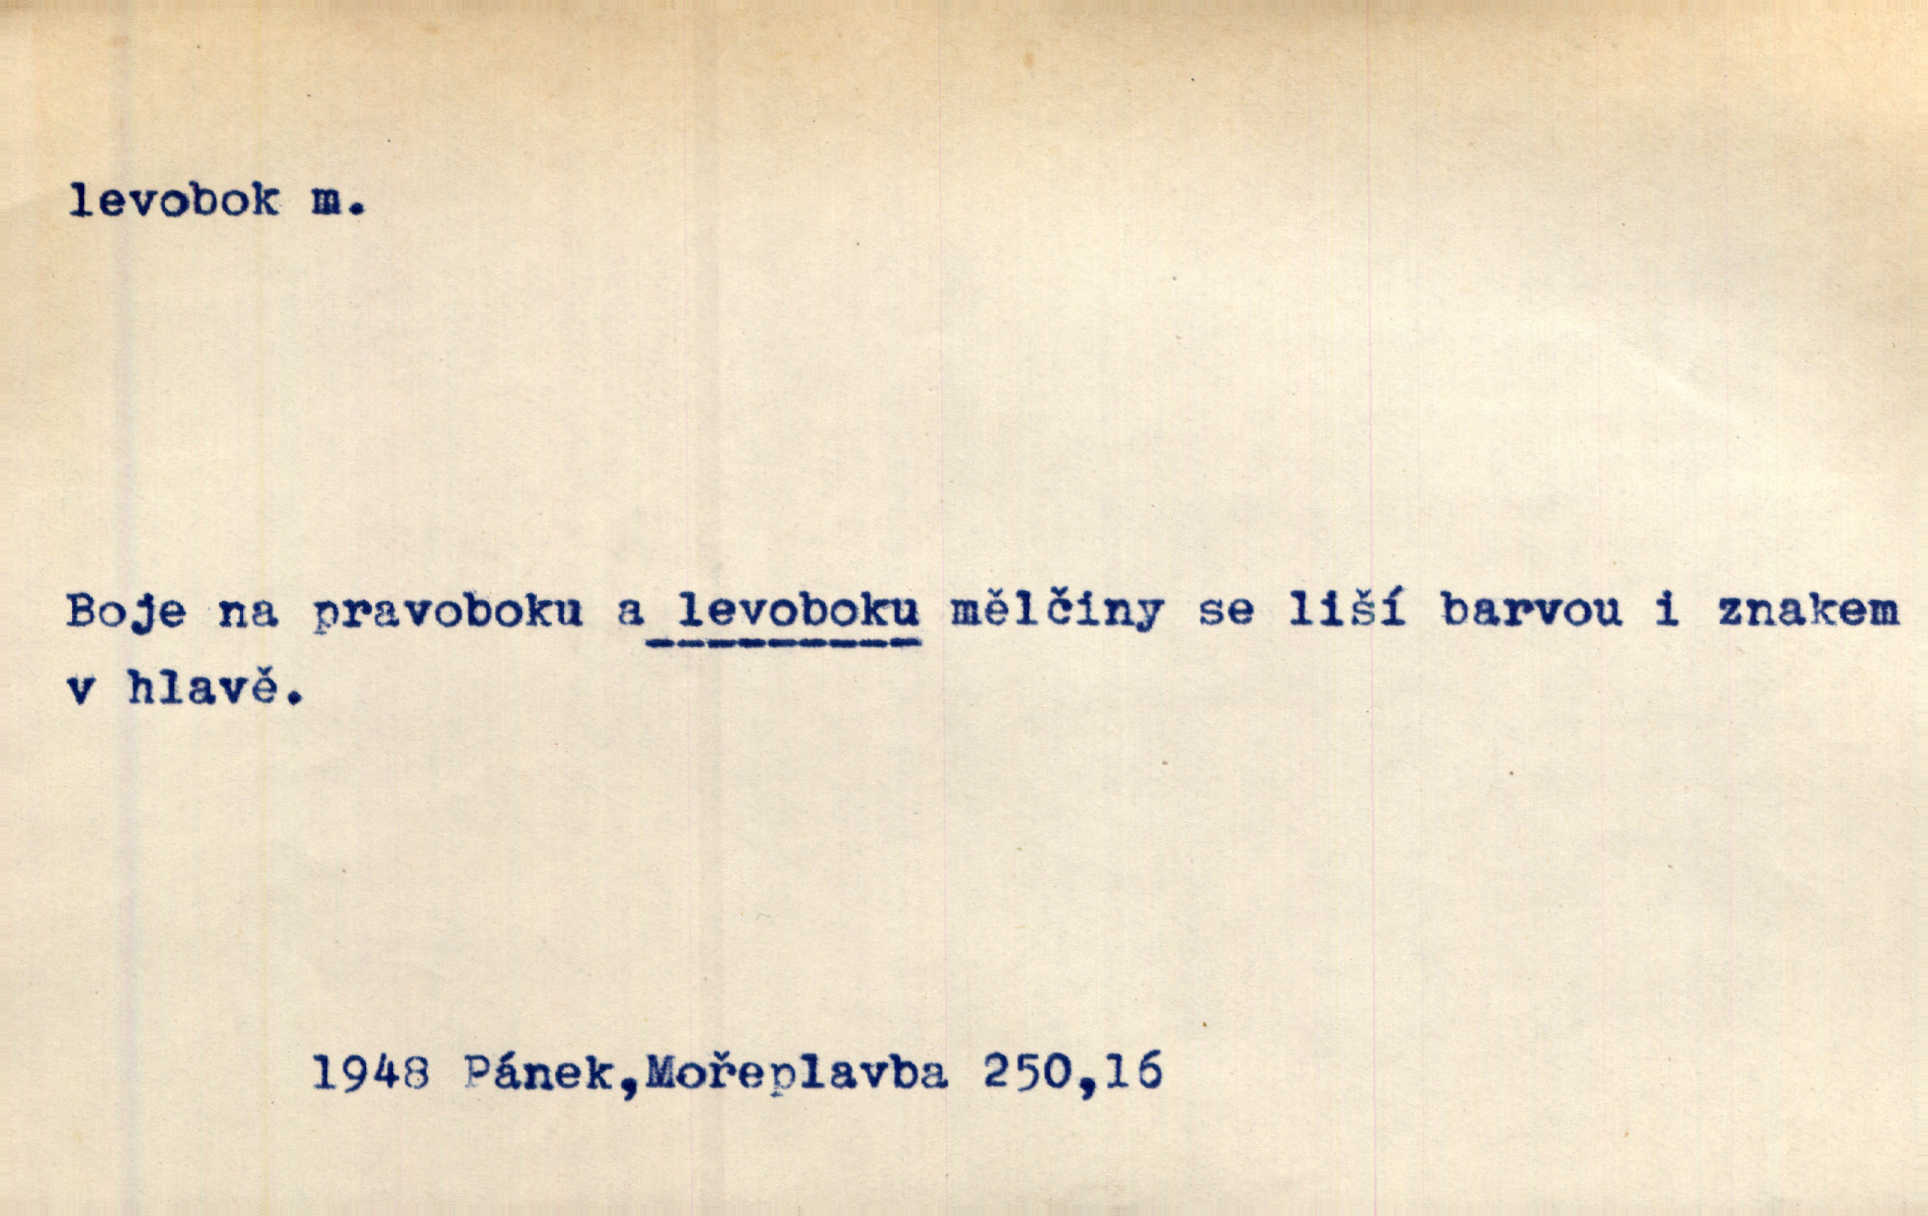 levobok m.
Boje na pravoboku a levoboku mělčiny se liší barvou i znakem
v hlavě.
1948 Pánek,Mořeplavba 250,16